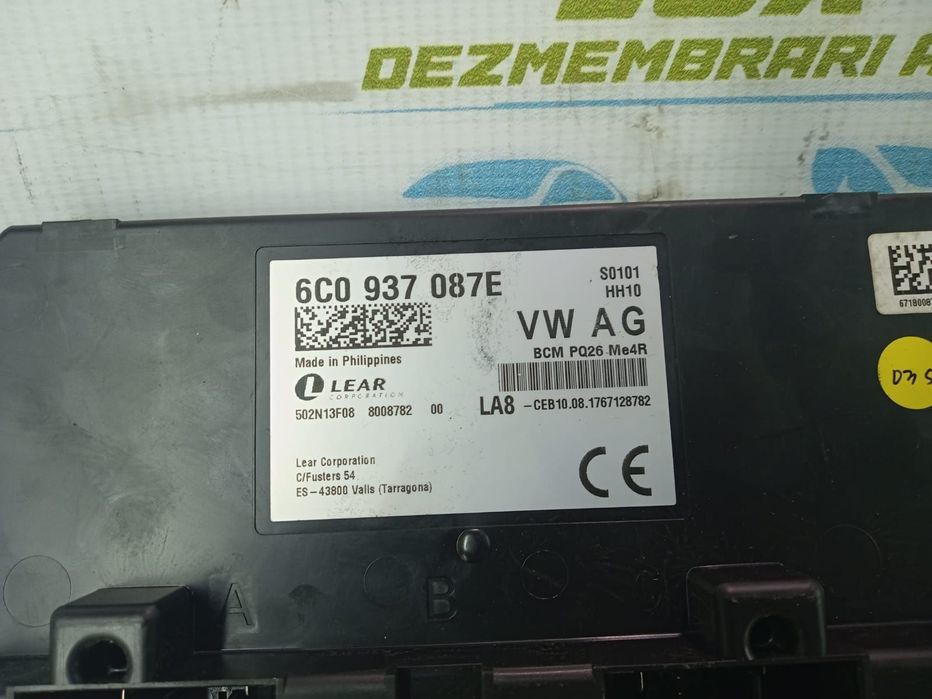 DEZMEMBRARI
6C0 937 087E
S0101
HH10
VW AG
BCM PQ26 Me4R
Made in Philippines
LEAR
CORPORATION
502N13F08 8008782 00
LA8 -CEB10.08.1767128782
Lear Corporation
C/Fusters 54
ES-43800 Valls (Tarragona)
CE
A
B